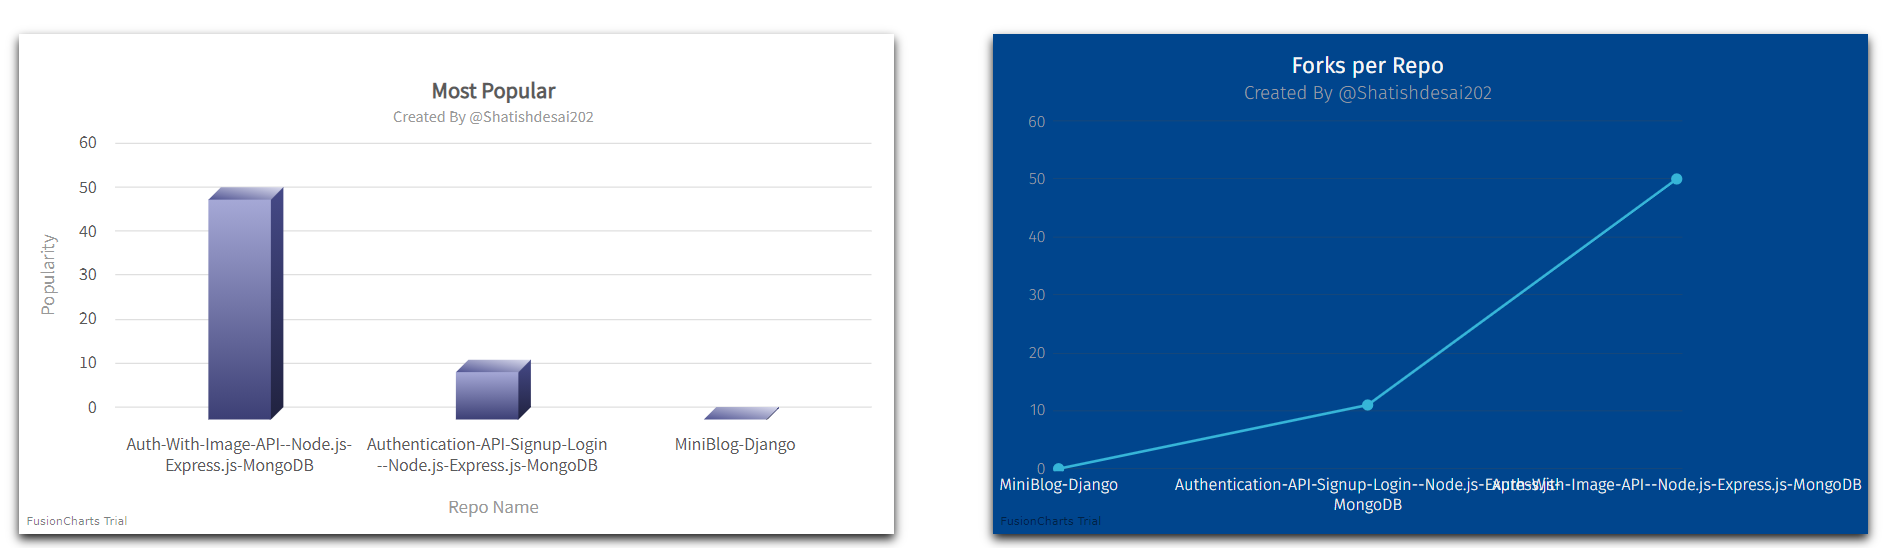 Most Popular
Created By @Shatishdesai202
60
50
40
30
20
10
0
Popularity
Auth-With-Image-API--Node.js-
Express.js-MongoDB
Authentication-API-Signup-Login
--Node.js-Express.js-MongoDB
MiniBlog-Django
Repo Name
FusionCharts Trial
Forks per Repo
Created By @Shatishdesai202
60
50
40
30
20
10
0
MiniBlog-Django
Authentication-API-Signup-Login--Node.js-Express.js-
MongoDB
Auth-With-Image-API--Node.js-Express.js-MongoDB
FusionCharts Trial